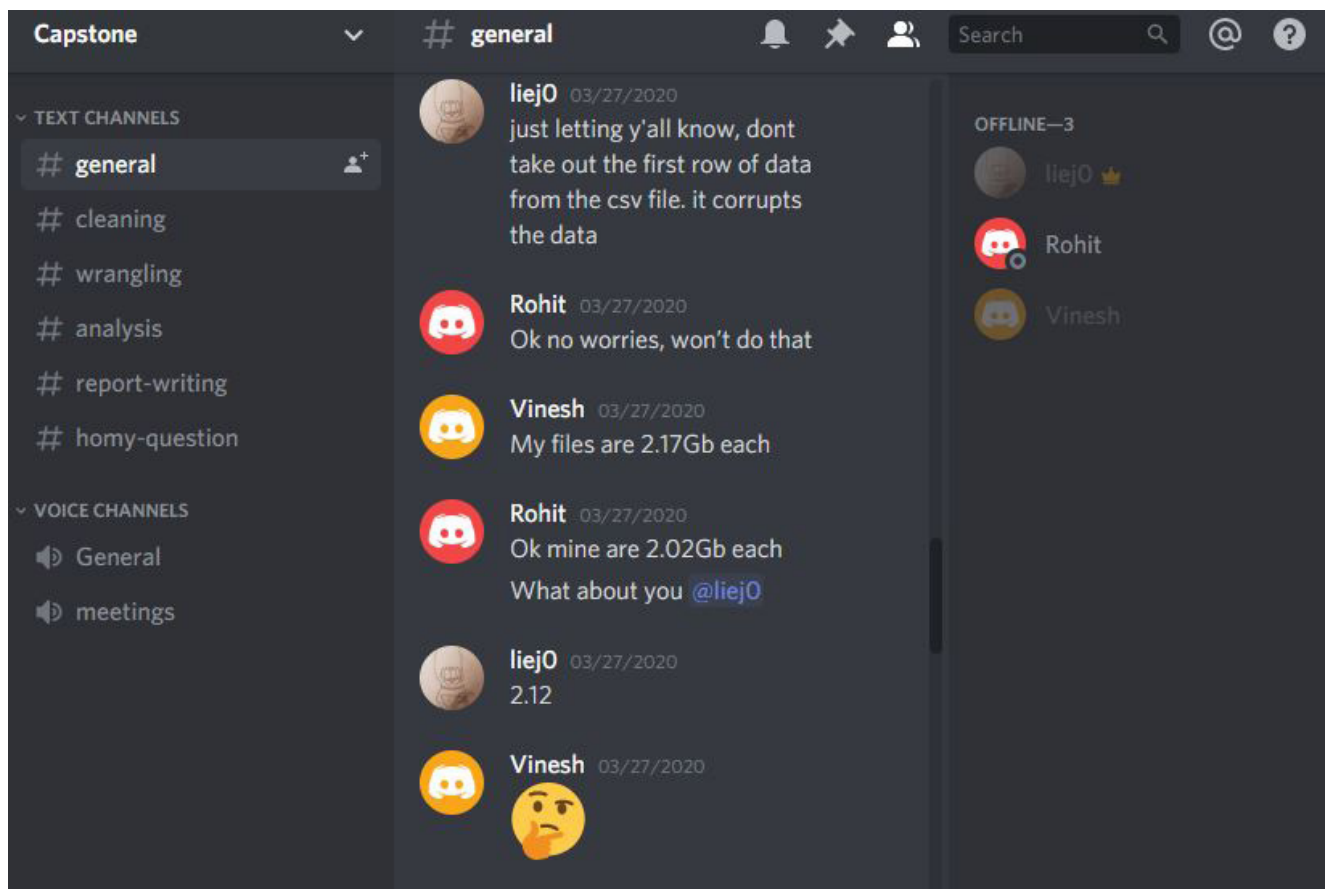 Capstone
TEXT CHANNELS
# general
# cleaning
# wrangling
# analysis
# report-writing
# homy-question
VOICE CHANNELS
General
meetings
# general
Search
liej0 03/27/2020
just letting y'all know, dont
take out the first row of data
from the csv file. it corrupts
the data
Rohit 03/27/2020
Ok no worries, won't do that
Vinesh 03/27/2020
My files are 2.17Gb each
Rohit 03/27/2020
Ok mine are 2.02Gb each
What about you @liej0
liej0 03/27/2020
2.12
Vinesh 03/27/2020
OFFLINE—3
liej0
Rohit
Vinesh